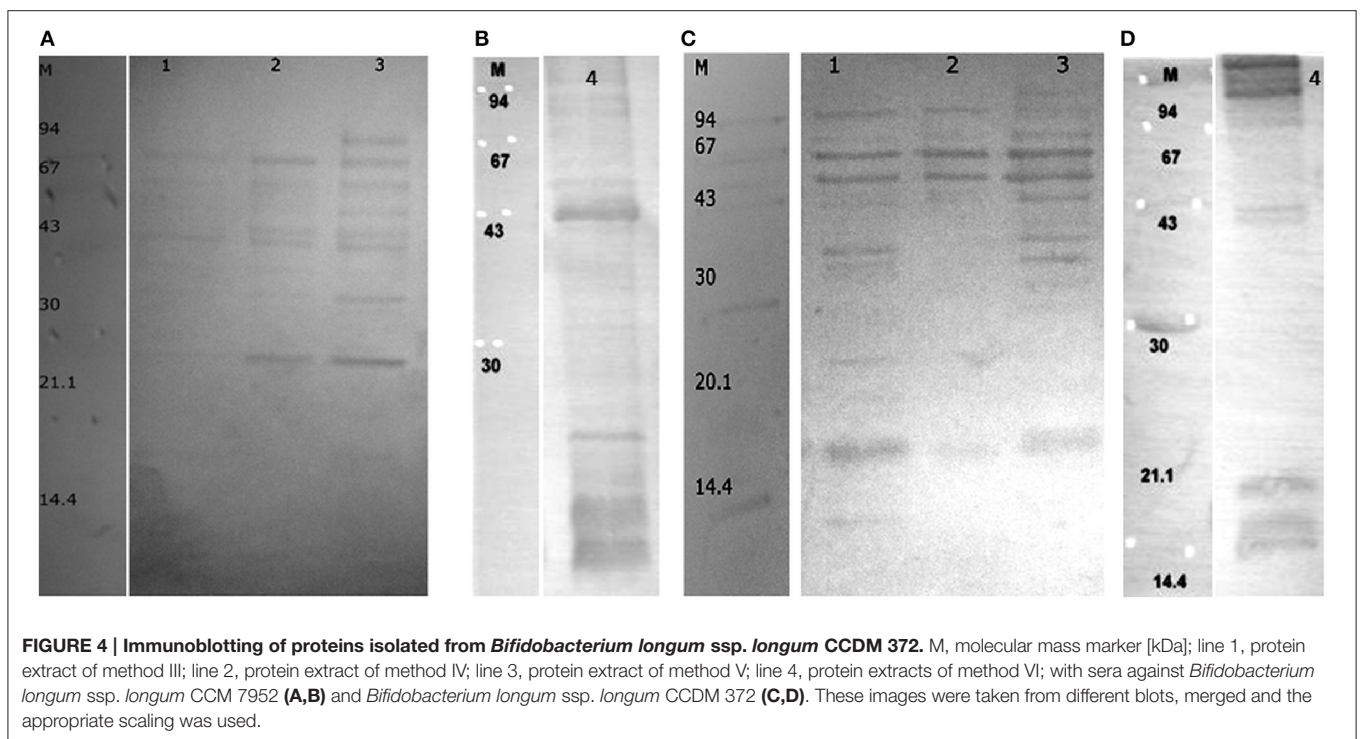 A
M
1
2
3
94
67
43
30
21.1
14.4
B
M
4
94
67
43
30
C
M
1
2
3
94
67
43
30
20.1
14.4
D
M
4
94
67
43
30
21.1
14.4
FIGURE 4 | Immunoblotting of proteins isolated from Bifidobacterium longum ssp. longum CCDM 372. M, molecular mass marker [kDa]; line 1, protein
extract of method III; line 2, protein extract of method IV; line 3, protein extract of method V; line 4, protein extracts of method VI; with sera against Bifidobacterium
longum ssp. longum CCM 7952 (A,B) and Bifidobacterium longum ssp. longum CCDM 372 (C,D). These images were taken from different blots, merged and the
appropriate scaling was used.